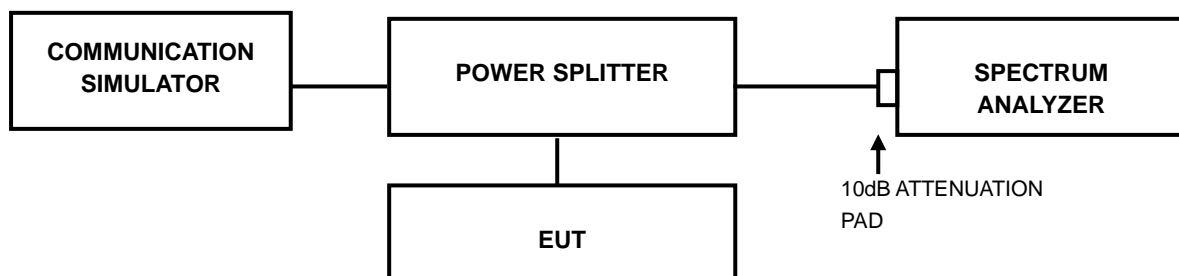 COMMUNICATION
SIMULATOR
POWER SPLITTER
SPECTRUM
ANALYZER
10dB ATTENUATION
PAD
EUT